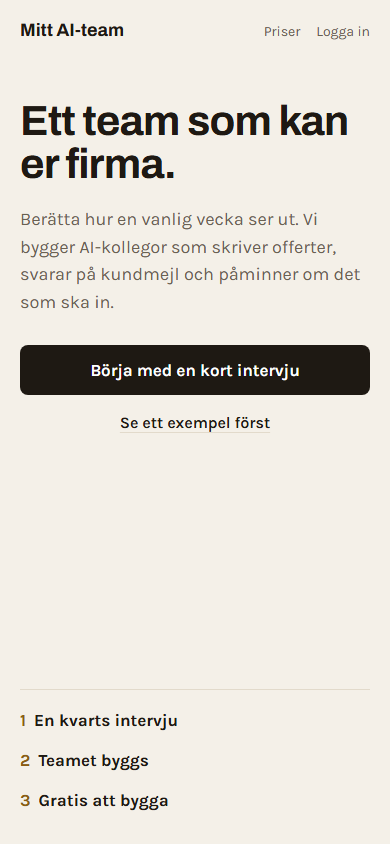 Mitt AI-team
Priser
Logga in
Ett team som kan
er firma.
Berätta hur en vanlig vecka ser ut. Vi
bygger AI-kollegor som skriver offerter,
svarar på kundmejl och påminner om det
som ska in.
Börja med en kort intervju
Se ett exempel först
1 En kvarts intervju
2 Teamet byggs
3 Gratis att bygga